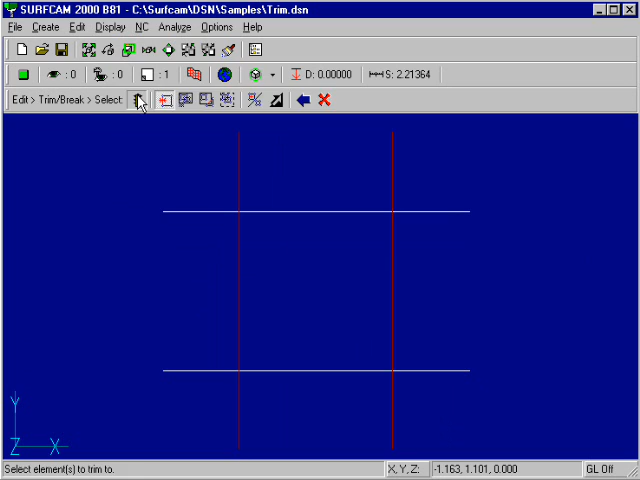 SURFCAM 2000 B81 - C:\Surfcam\DSN\Samples\Trim.dsn
File Create Edit Display NC Analyze Options Help
: 0 : 0 : 1 D: 0.00000 S: 2.21364
Edit > Trim/Break > Select:
Y
Z X
Select element(s) to trim to. X, Y, Z: -1.163, 1.101, 0.000 GL Off